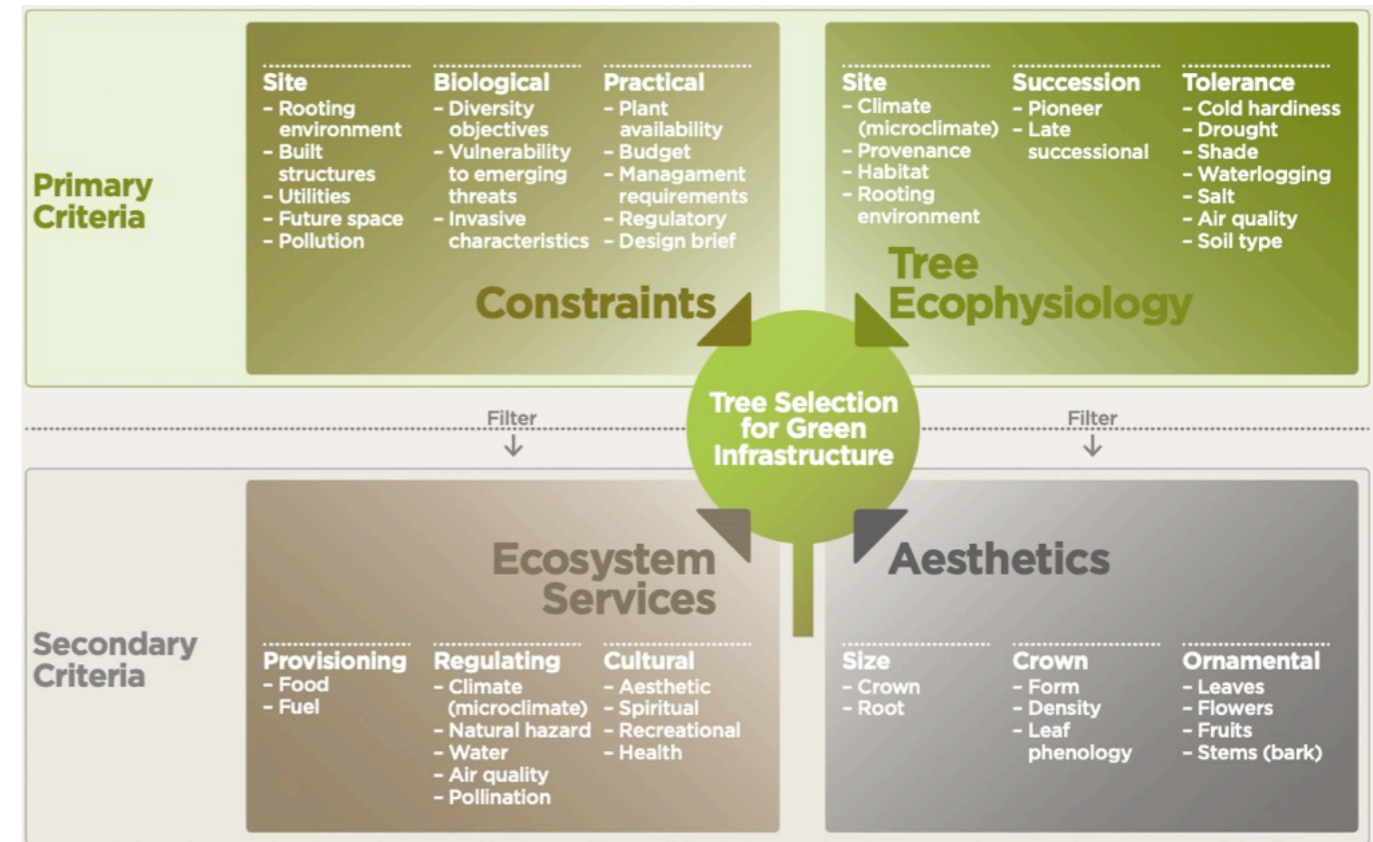 Primary
Criteria
Site
– Rooting
environment
– Built
structures
– Utilities
– Future space
– Pollution
Biological
– Diversity
objectives
– Vulnerability
to emerging
threats
– Invasive
characteristics
Practical
– Plant
availability
– Budget
– Managament
requirements
– Regulatory
– Design brief
Constraints
Site
– Climate
(microclimate)
– Provenance
– Habitat
– Rooting
environment
Succession
– Pioneer
– Late
successional
Tolerance
– Cold hardiness
– Drought
– Shade
– Waterlogging
– Salt
– Air quality
– Soil type
Tree
Ecophysiology
Tree Selection
for Green
Infrastructure
Filter
Filter
Secondary
Criteria
Ecosystem
Services
Provisioning
– Food
– Fuel
Regulating
– Climate
(microclimate)
– Natural hazard
– Water
– Air quality
– Pollination
Cultural
– Aesthetic
– Spiritual
– Recreational
– Health
Aesthetics
Size
– Crown
– Root
Crown
– Form
– Density
– Leaf
phenology
Ornamental
– Leaves
– Flowers
– Fruits
– Stems (bark)